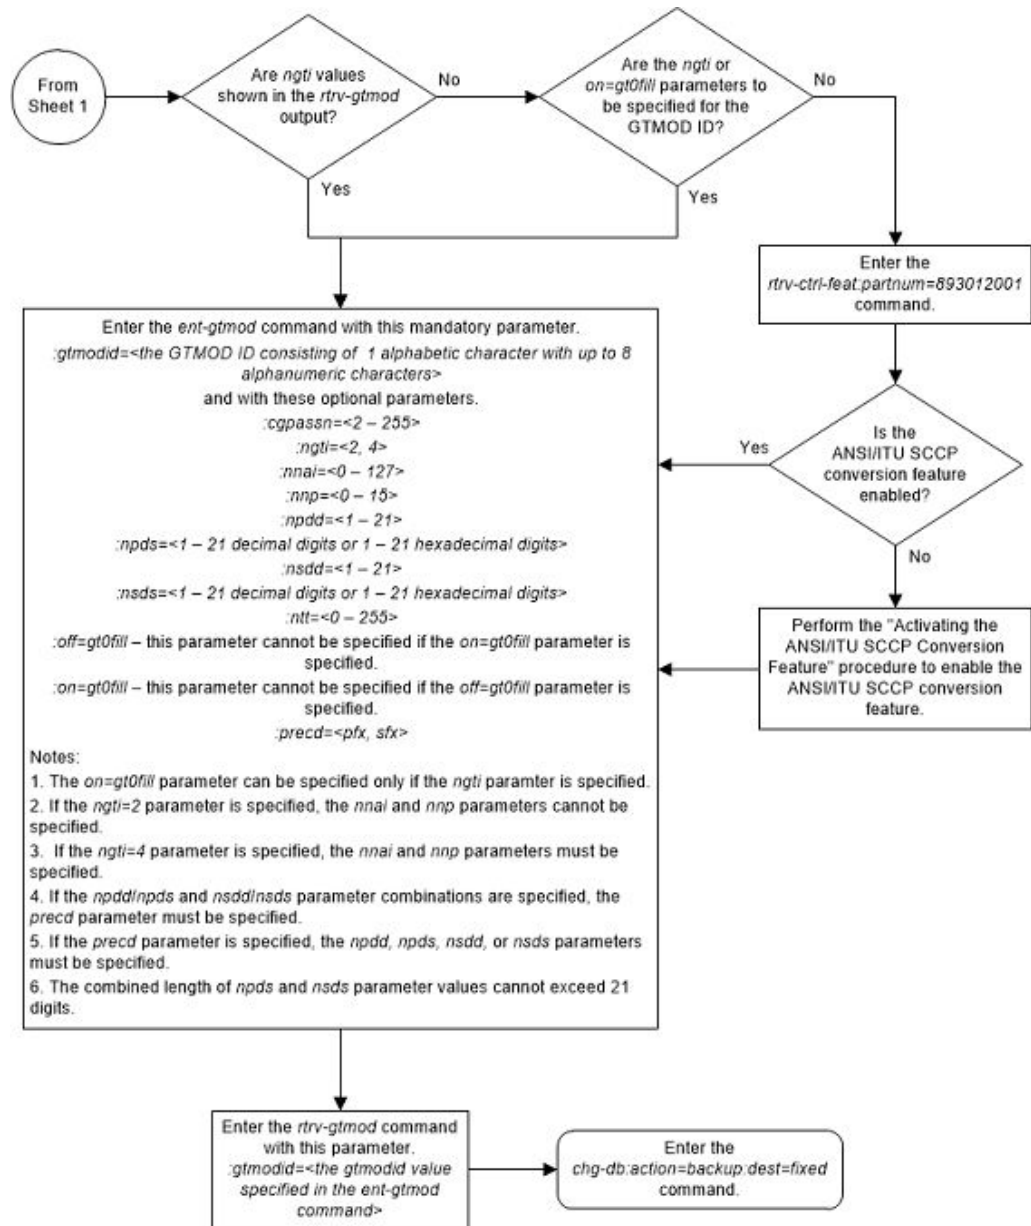 From
Sheet 1
Are ngti values
shown in the rtrv-gtmod
output?
No
Yes
Are the ngti or
on=gt0fill parameters to
be specified for the
GTMOD ID?
No
Yes
Enter the
rtrv-ctrl-feat:partnum=893012001
command.
Is the
ANSI/ITU SCCP
conversion feature
enabled?
Yes
No
Perform the "Activating the
ANSI/ITU SCCP Conversion
Feature" procedure to enable the
ANSI/ITU SCCP conversion
feature.
Enter the ent-gtmod command with this mandatory parameter.
:gtmodid=<the GTMOD ID consisting of 1 alphabetic character with up to 8
alphanumeric characters>
and with these optional parameters.
:cgpassn=<2 – 255>
:ngti=<2, 4>
:nnai=<0 – 127>
:nnp=<0 – 15>
:npdd=<1 – 21>
:npds=<1 – 21 decimal digits or 1 – 21 hexadecimal digits>
:nsdd=<1 – 21>
:nsds=<1 – 21 decimal digits or 1 – 21 hexadecimal digits>
:ntt=<0 – 255>
:off=gt0fill – this parameter cannot be specified if the on=gt0fill parameter is
specified.
:on=gt0fill – this parameter cannot be specified if the off=gt0fill parameter is
specified.
:precd=<pfx, sfx>
Notes:
1. The on=gt0fill parameter can be specified only if the ngti paramter is specified.
2. If the ngti=2 parameter is specified, the nnai and nnp parameters cannot be
specified.
3. If the ngti=4 parameter is specified, the nnai and nnp parameters must be
specified.
4. If the npdd/npds and nsdd/nsds parameter combinations are specified, the
precd parameter must be specified.
5. If the precd parameter is specified, the npdd, npds, nsdd, or nsds parameters
must be specified.
6. The combined length of npds and nsds parameter values cannot exceed 21
digits.
Enter the rtrv-gtmod command
with this parameter.
:gtmodid=<the gtmodid value
specified in the ent-gtmod
command>
Enter the
chg-db:action=backup:dest=fixed
command.